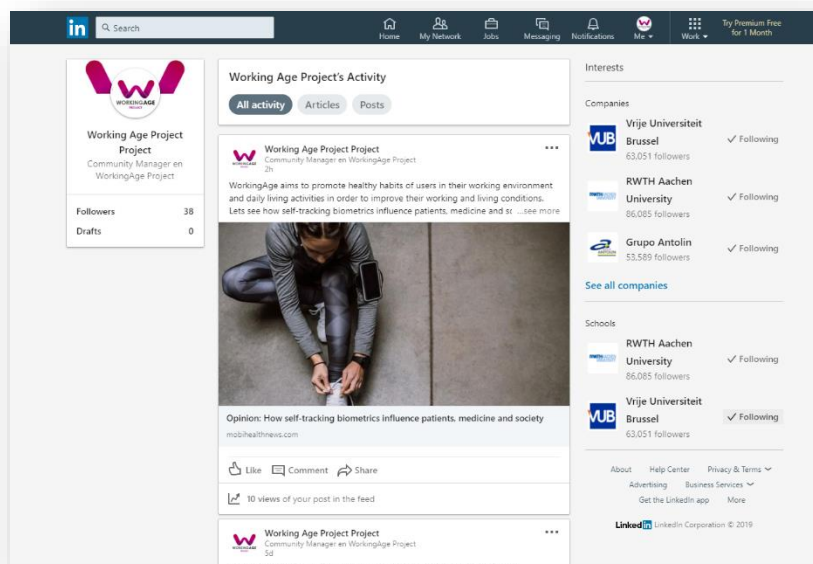 in
Search
Home
My Network
Jobs
Messaging
Notifications
Me
Work
Try Premium Free
for 1 Month
WORKINGAGE
PROJECT
Working Age Project
Project
Community Manager en
WorkingAge Project
Followers 38
Drafts 0
Working Age Project's Activity
All activity Articles Posts
Working Age Project Project
Community Manager en WorkingAge Project
2h
WorkingAge aims to promote healthy habits of users in their working environment
and daily living activities in order to improve their working and living conditions.
Lets see how self-tracking biometrics influence patients, medicine and sc ...see more
Opinion: How self-tracking biometrics influence patients, medicine and society
mobihealthnews.com
Like Comment Share
10 views of your post in the feed
Working Age Project Project
Community Manager en WorkingAge Project
5d
Interests
Companies
VUB
Vrije Universiteit
Brussel
63,051 followers
Following
RWTH Aachen
University
86,085 followers
Following
Grupo Antolin
53,589 followers
Following
See all companies
Schools
RWTH Aachen
University
86,085 followers
Following
VUB
Vrije Universiteit
Brussel
63,051 followers
Following
About Help Center Privacy & Terms
Advertising Business Services
Get the LinkedIn app More
Linked in LinkedIn Corporation © 2019